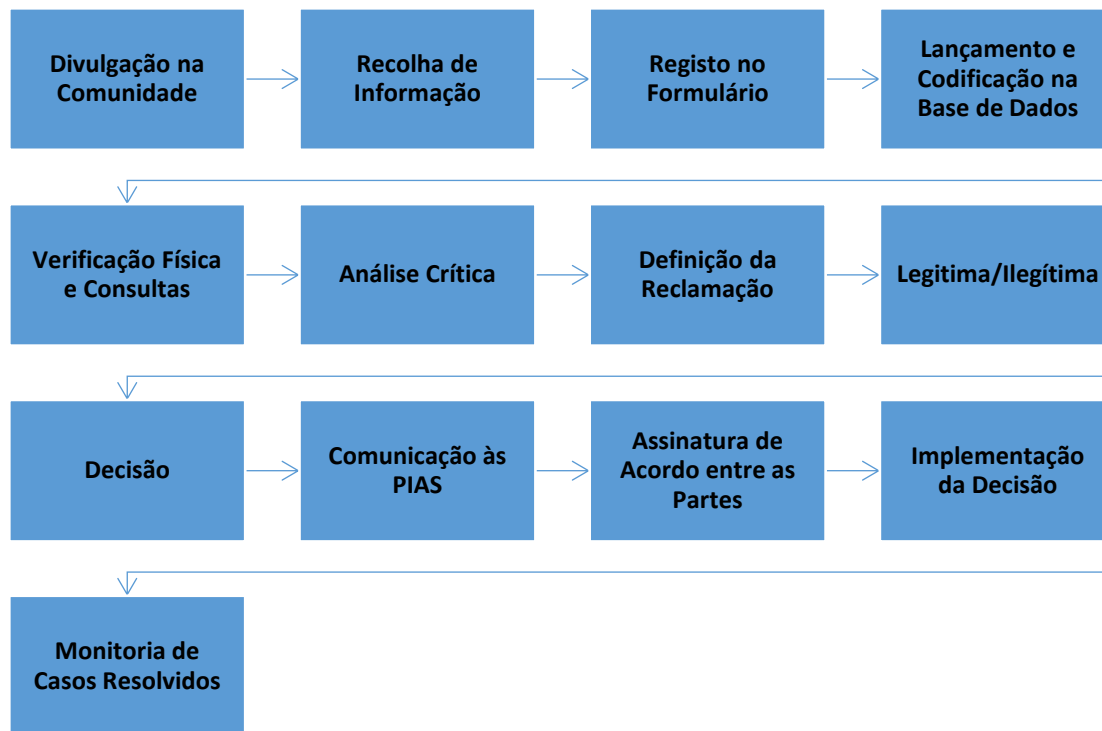 Divulgação na
Comunidade
Recolha de
Informação
Registo no
Formulário
Lançamento e
Codificação na
Base de Dados
Verificação Física
e Consultas
Análise Crítica
Definição da
Reclamação
Legitima/Ilegítima
Decisão
Comunicação às
PIAS
Assinatura de
Acordo entre as
Partes
Implementação
da Decisão
Monitoria de
Casos Resolvidos